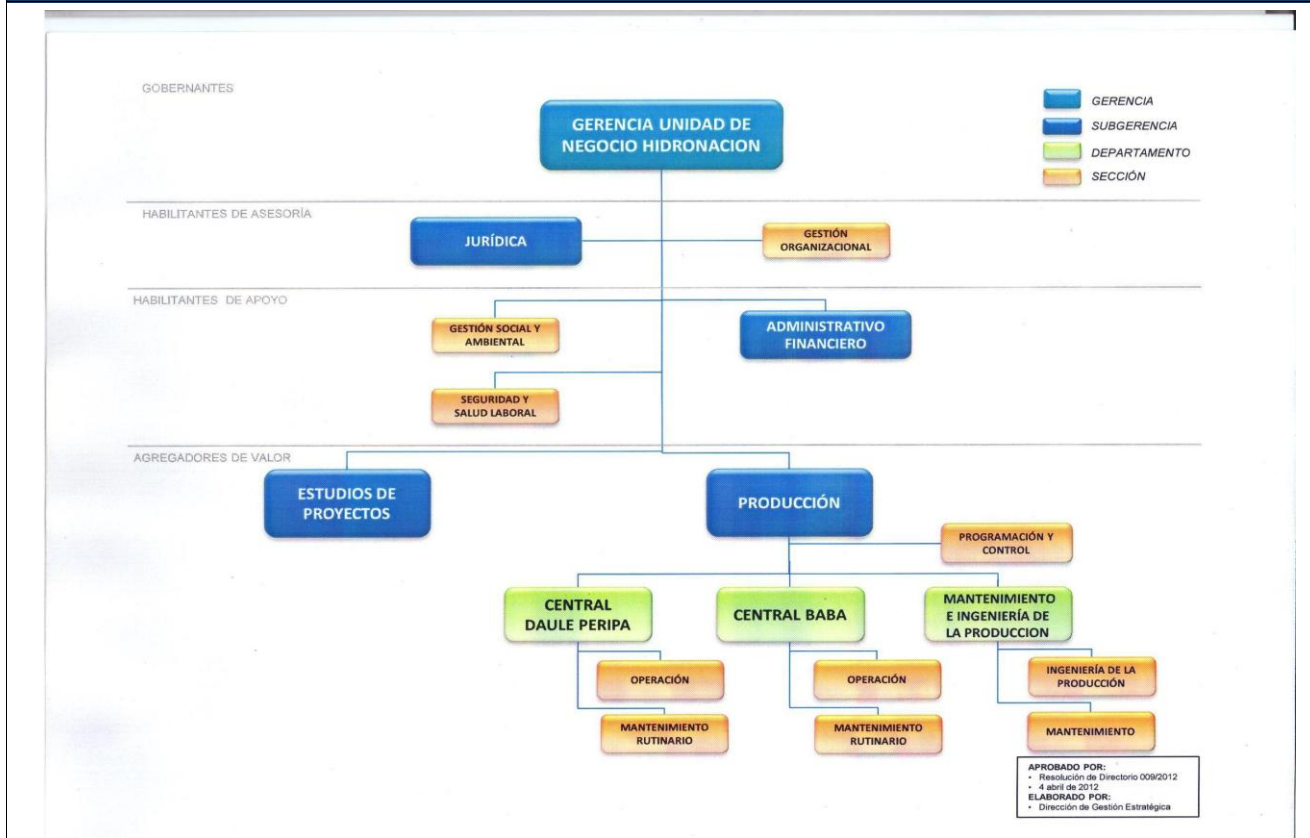 GOBERNANTES
GERENCIA UNIDAD DE
NEGOCIO HIDRONACION
GERENCIA
SUBGERENCIA
DEPARTAMENTO
SECCIÓN
HABILITANTES DE ASESORÍA
JURÍDICA
GESTIÓN
ORGANIZACIONAL
HABILITANTES DE APOYO
GESTIÓN SOCIAL Y
AMBIENTAL
ADMINISTRATIVO
FINANCIERO
SEGURIDAD Y
SALUD LABORAL
AGREGADORES DE VALOR
ESTUDIOS DE
PROYECTOS
PRODUCCIÓN
PROGRAMACIÓN Y
CONTROL
CENTRAL
DAULE PERIPA
CENTRAL BABA
MANTENIMIENTO
E INGENIERÍA DE
LA PRODUCCION
OPERACIÓN
OPERACIÓN
INGENIERÍA DE LA
PRODUCCIÓN
MANTENIMIENTO
RUTINARIO
MANTENIMIENTO
RUTINARIO
MANTENIMIENTO
APROBADO POR:
• Resolución de Directorio 009/2012
• 4 abril de 2012
ELABORADO POR:
• Dirección de Gestión Estratégica